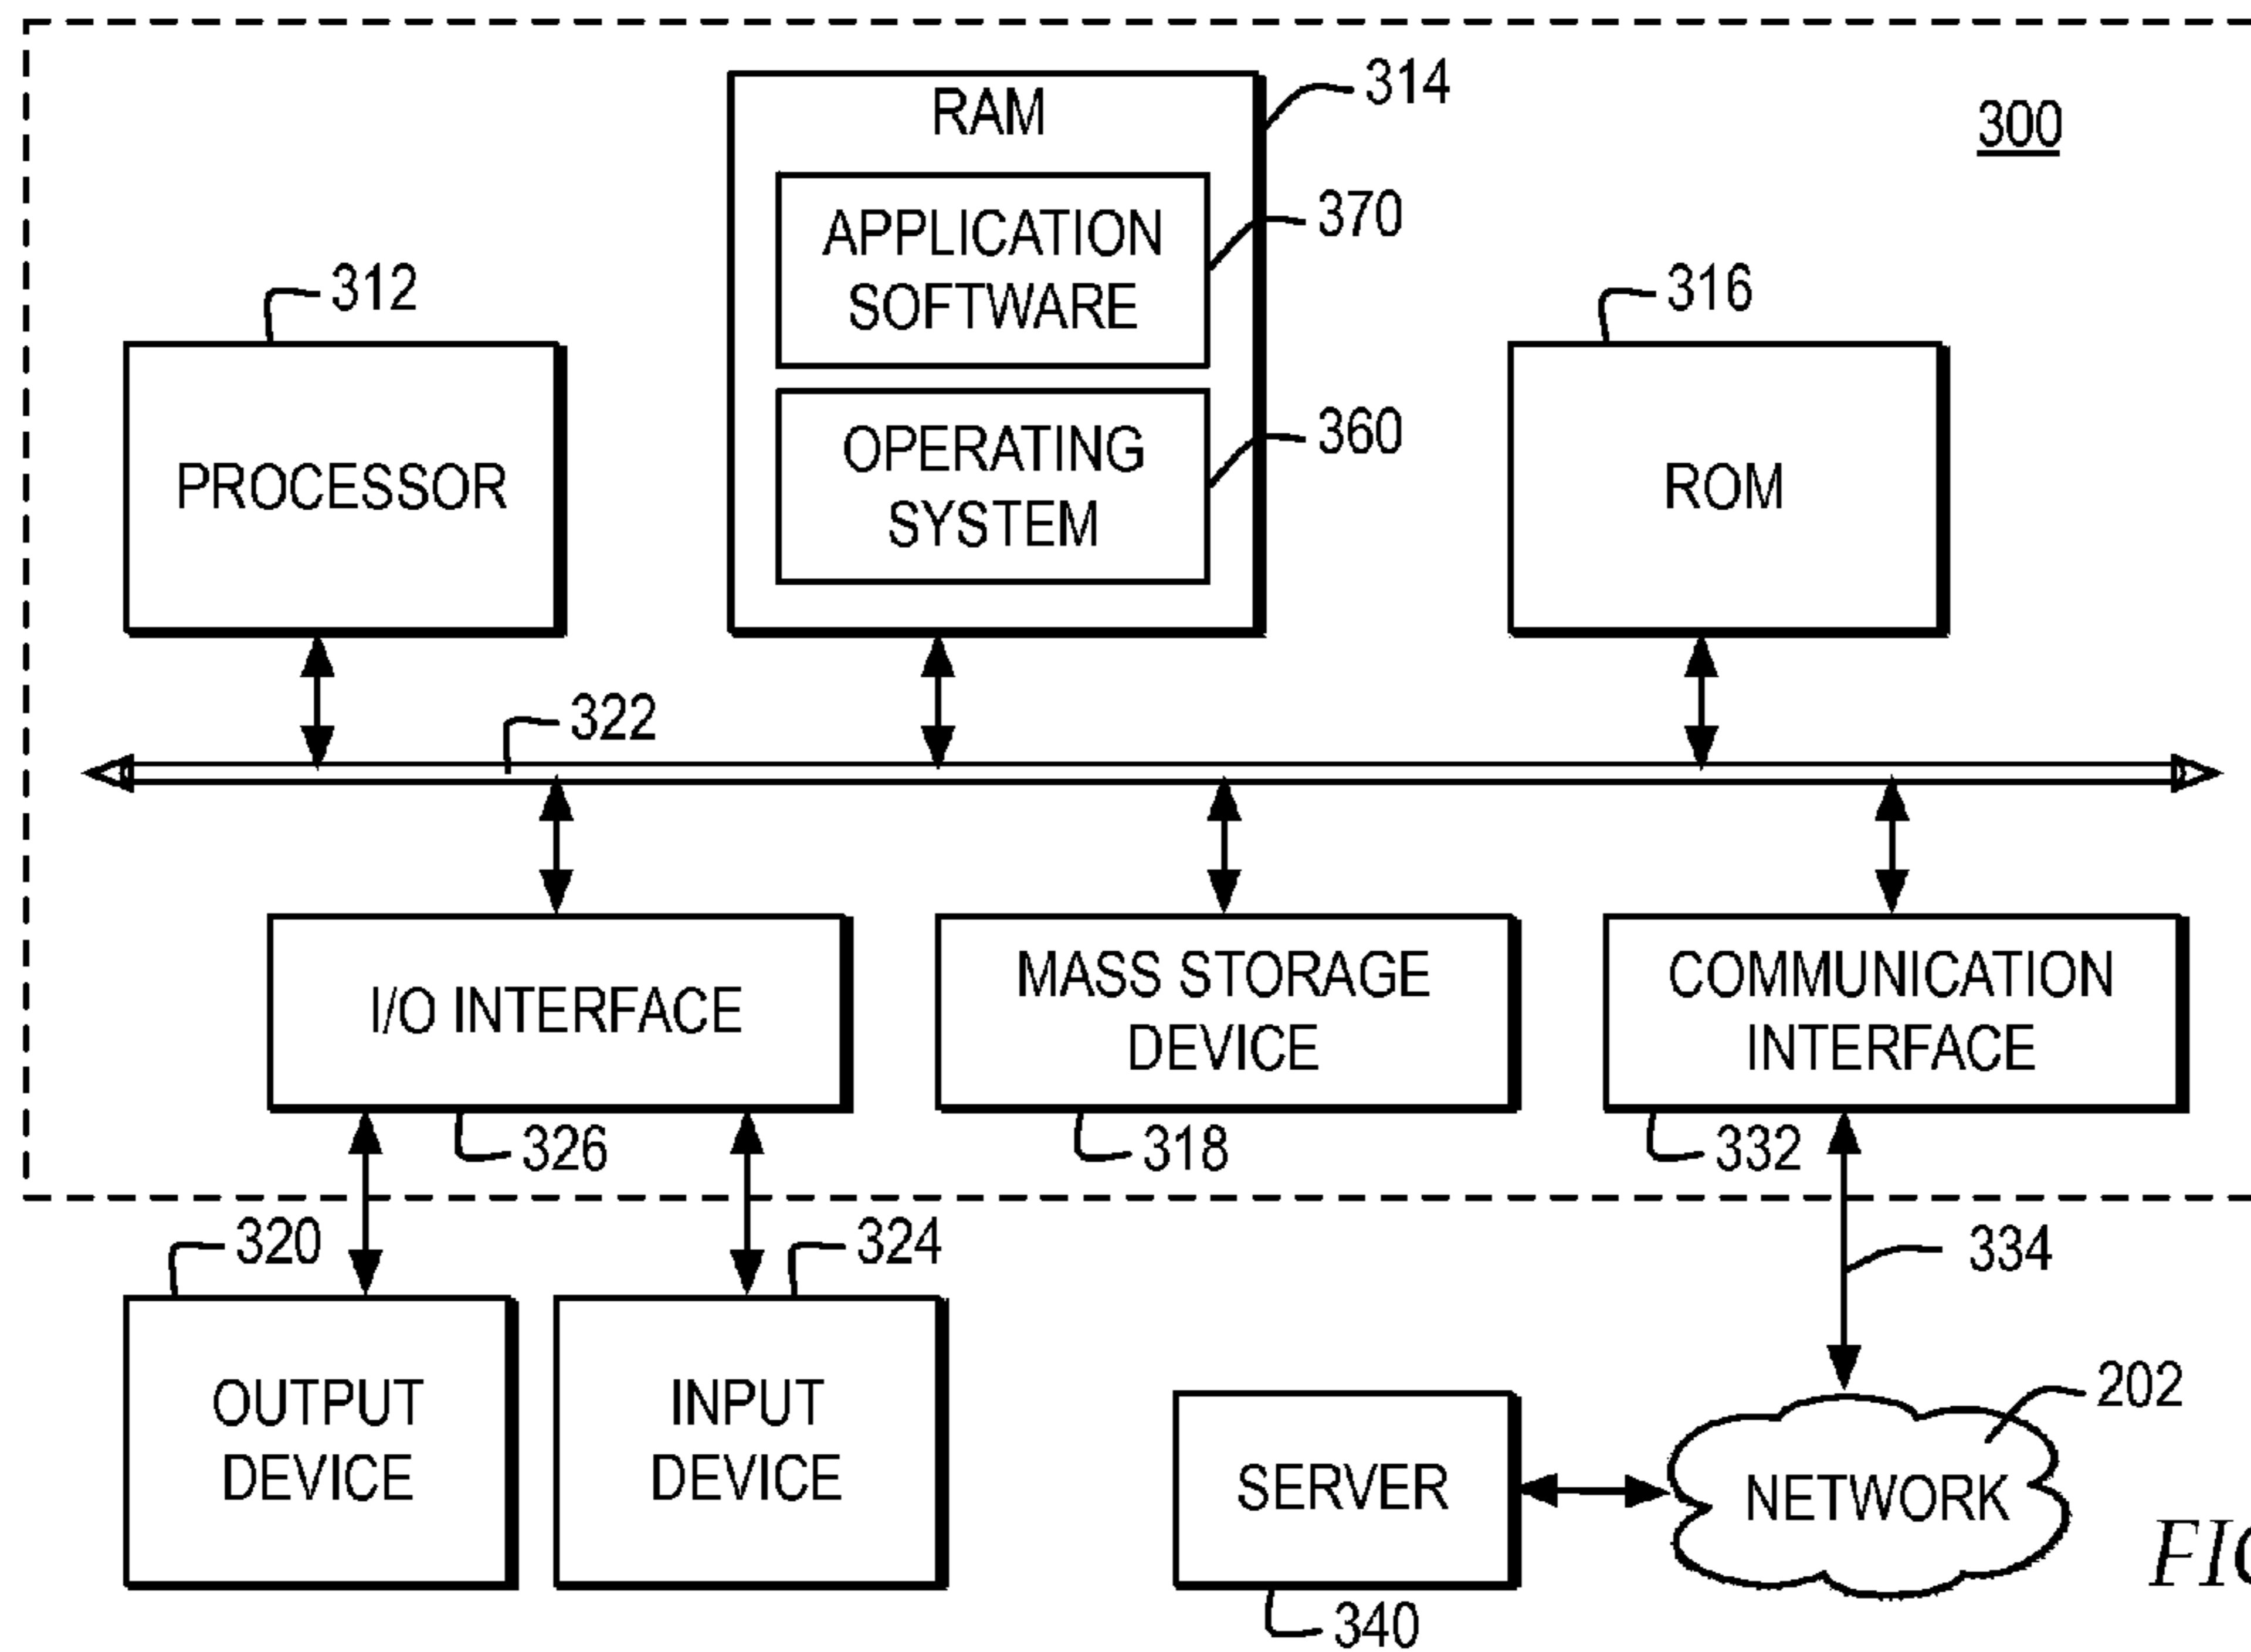 RAM
314
300
APPLICATION
SOFTWARE
370
312
316
OPERATING
SYSTEM
360
PROCESSOR
ROM
322
I/O INTERFACE
MASS STORAGE
DEVICE
COMMUNICATION
INTERFACE
326
318
332
320
324
334
OUTPUT
DEVICE
INPUT
DEVICE
SERVER
NETWORK
202
340